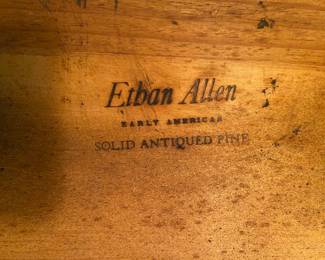 Ethan Allen
EARLY AMERICAN
SOLID ANTIQUED PINE